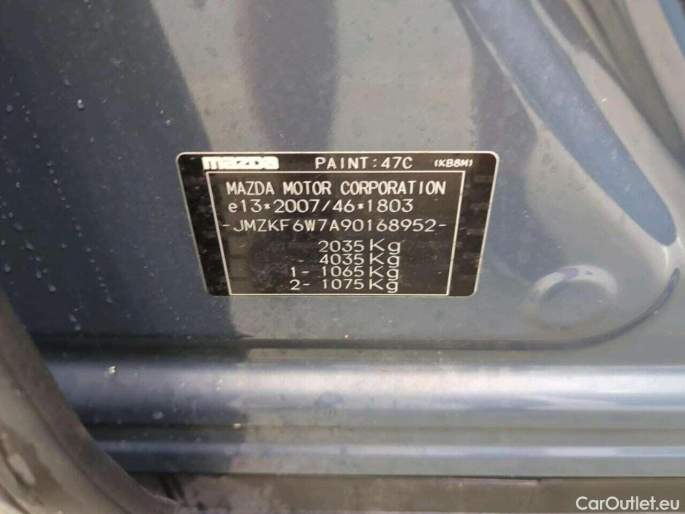 mazda PAINT:47C (KB8M)
MAZDA MOTOR CORPORATION
e13*2007/46*1803
-JMZKF6W7A90168952-
2035Kg
- 4035Kg
1- 1065Kg
2- 1075Kg
CarOutlet.eu